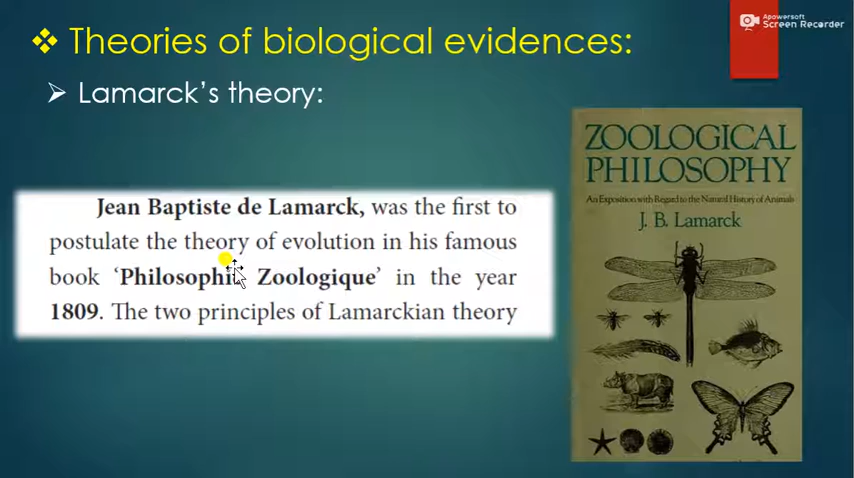 Theories of biological evidences:
Apowersoft
Screen Recorder
Lamarck's theory:
Jean Baptiste de Lamarck, was the first to
postulate the theory of evolution in his famous
book 'Philosophie Zoologique' in the year
1809. The two principles of Lamarckian theory
ZOOLOGICAL
PHILOSOPHY
An Exposition with Regard to the Natural History of Animals
J. B. Lamarck